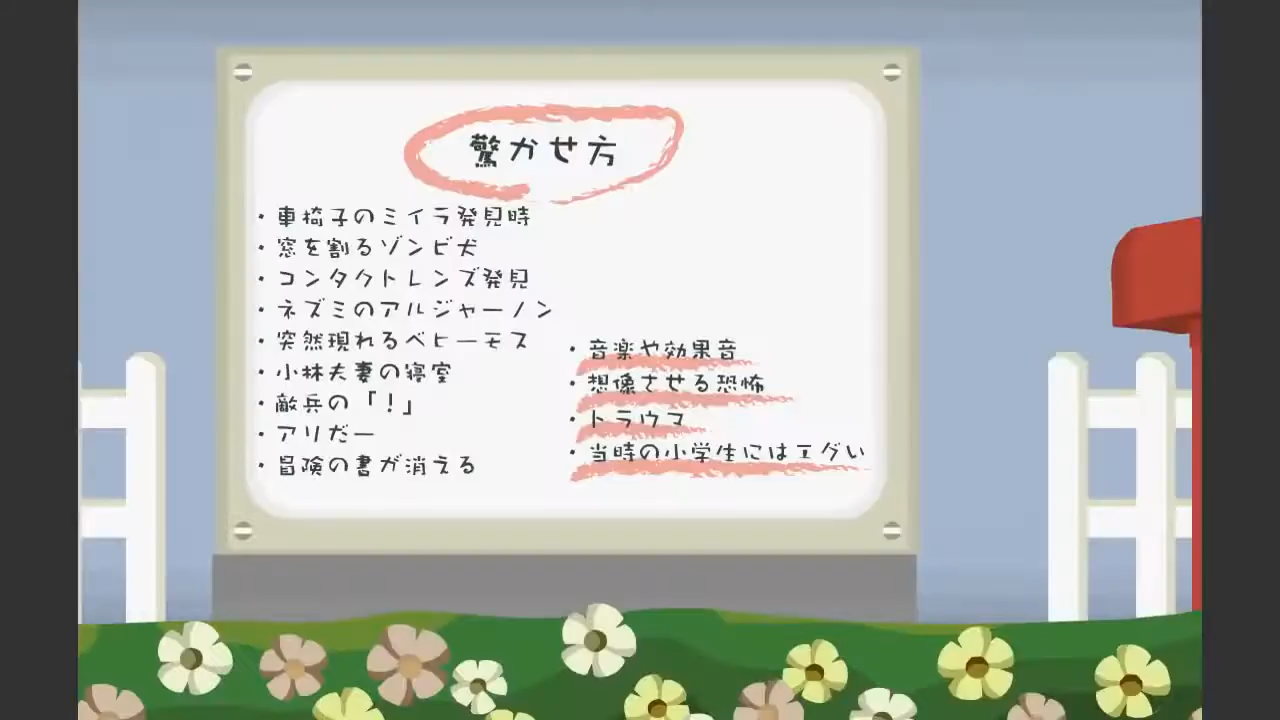 驚かせ方
・車椅子のミイラ発見時
・窓を割るゾンビ犬
・コンタクトレンズ発見
・ネズミのアルジャーノン
・突然現れるベヒーモス
・小林夫妻の寝室
・敵兵の「！」
・アリだー
・冒険の書が消える
・音楽や効果音
・想像させる恐怖
・トラウマ
・当時の小学生にはエグい